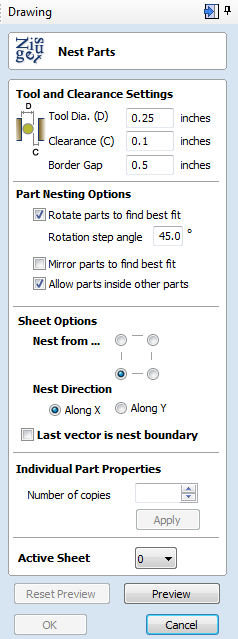 Drawing
Nest Parts
Tool and Clearance Settings
D
C
Tool Dia. (D) 0.25 inches
Clearance (C) 0.1 inches
Border Gap 0.5 inches
Part Nesting Options
Rotate parts to find best fit
Rotation step angle 45.0 °
Mirror parts to find best fit
Allow parts inside other parts
Sheet Options
Nest from ...
Nest Direction
Along X Along Y
Last vector is nest boundary
Individual Part Properties
Number of copies
Apply
Active Sheet 0
Reset Preview Preview
OK Cancel